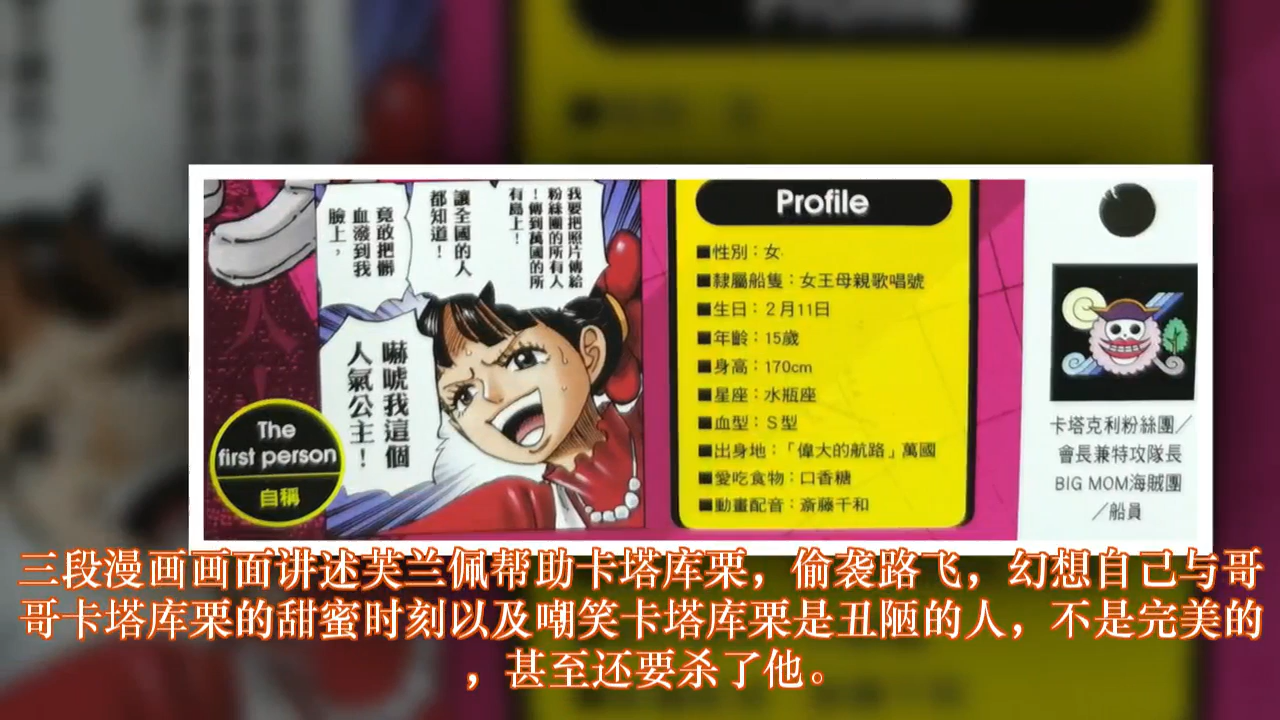 我要把照片傳給
粉絲團的所有人
！傳到萬國的所
有島上！
讓全國的人
都知道！
竟敢把髒
血潑到我
臉上，
嚇唬我這個
人氣公主！
The
first person
自稱
Profile
■性別：女
■隸屬船隻：女王母親歌唱號
■生日：2月11日
■年齡：15歲
■身高：170cm
■星座：水瓶座
■血型：S型
■出身地：「偉大的航路」萬國
■愛吃食物：口香糖
■動畫配音：斎藤千和
卡塔克利粉絲團／
會長兼特攻隊長
BIG MOM海賊團
／船員
三段漫画画面讲述芙兰佩帮助卡塔库栗，偷袭路飞，幻想自己与哥
哥卡塔库栗的甜蜜时刻以及嘲笑卡塔库栗是丑陋的人，不是完美的
，甚至还要杀了他。